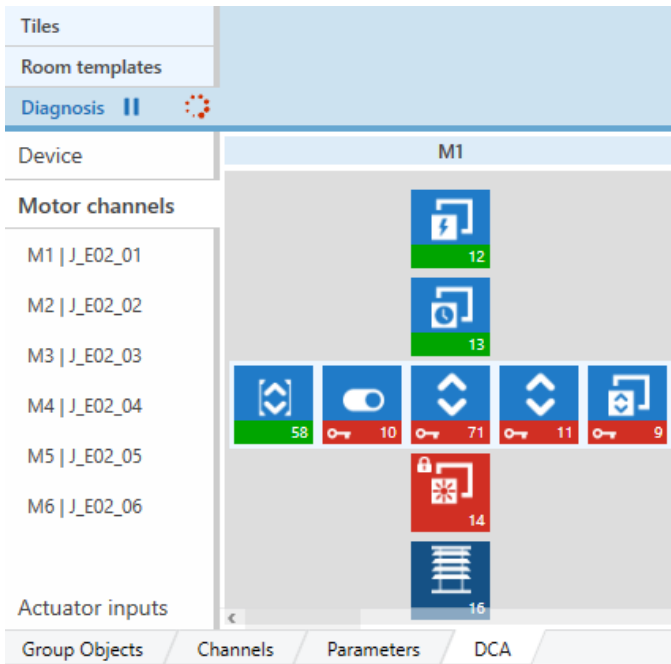 Tiles
Room templates
Diagnosis
Device
M1
Motor channels
M1 | J_E02_01
M2 | J_E02_02
M3 | J_E02_03
M4 | J_E02_04
M5 | J_E02_05
M6 | J_E02_06
12
13
58 10 71 11 9
14
16
Actuator inputs
Group Objects Channels Parameters DCA